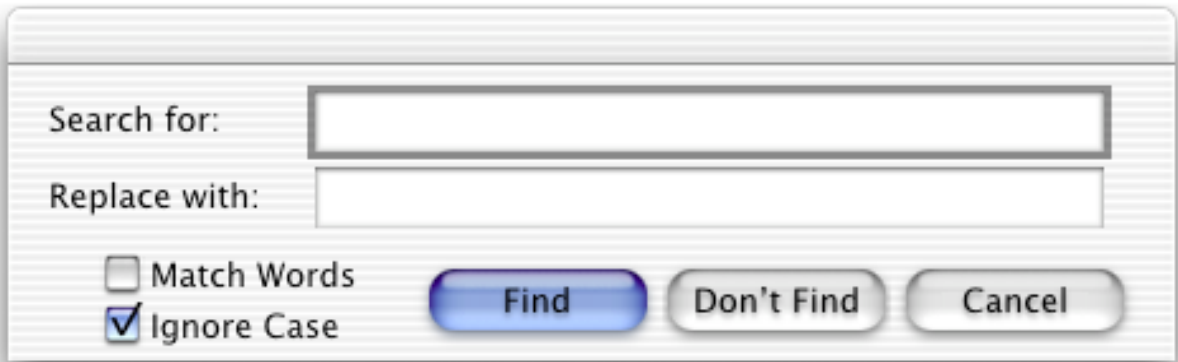 Search for:
Replace with:
Match Words
Ignore Case
Find Don't Find Cancel